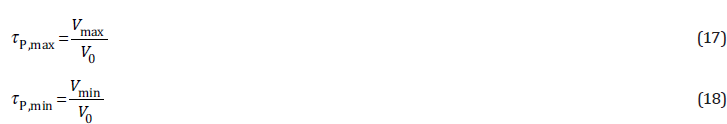 τ_P,max = V_max / V_0 (17)
τ_P,min = V_min / V_0 (18)